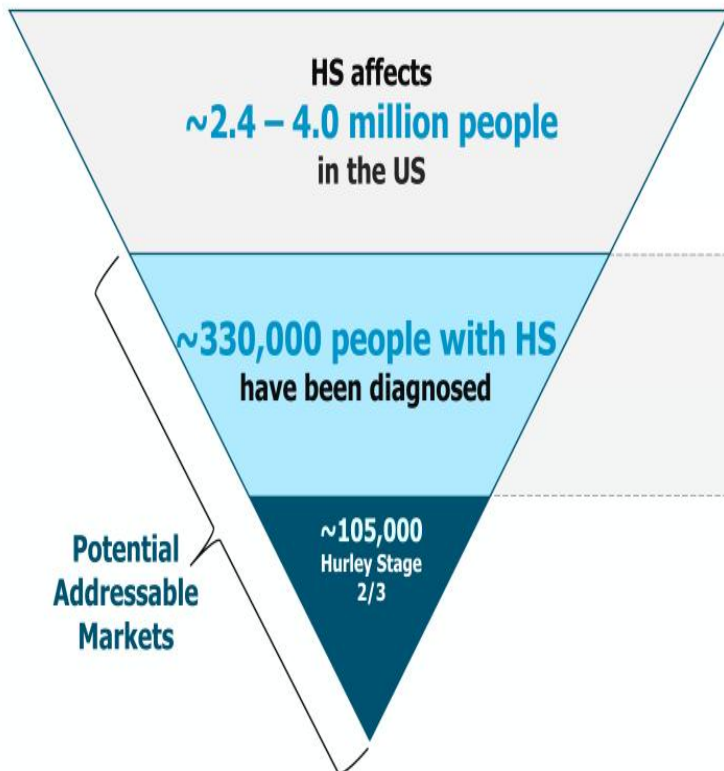 HS affects
~2.4 – 4.0 million people
in the US
~330,000 people with HS
have been diagnosed
~105,000
Hurley Stage
2/3
Potential
Addressable
Markets